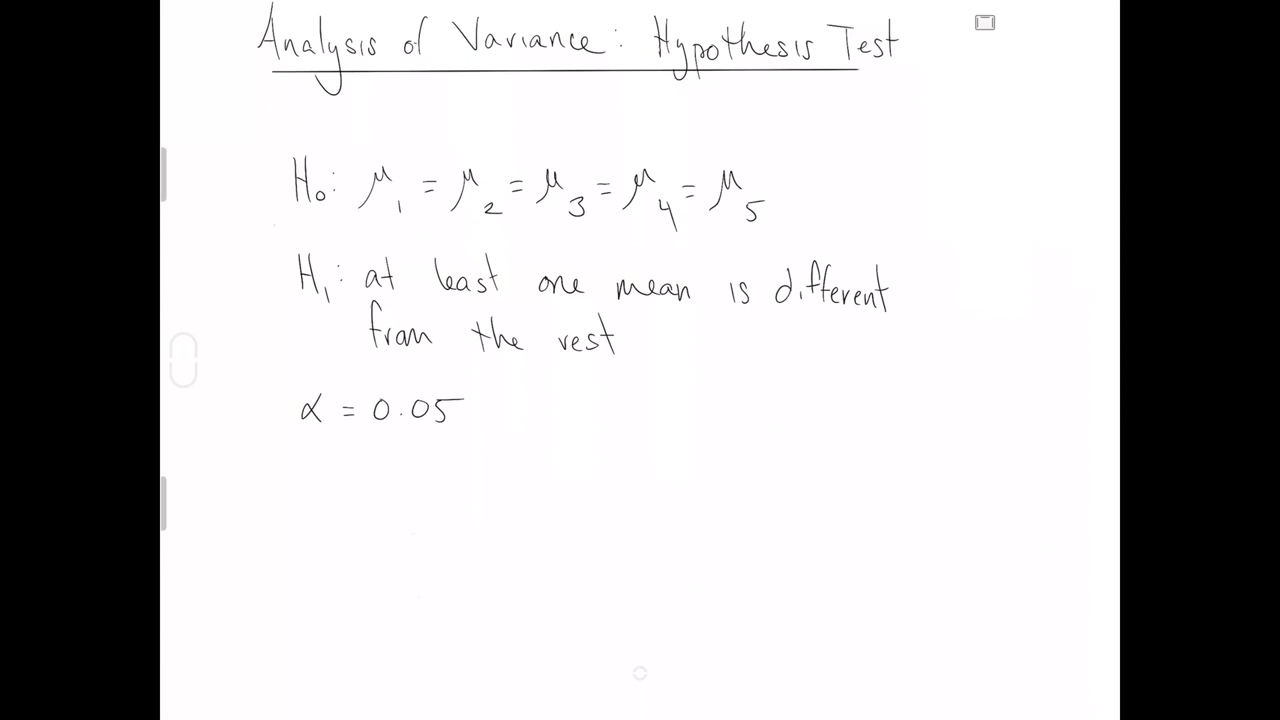 Analysis of Variance: Hypothesis Test
H₀: μ₁ = μ₂ = μ₃ = μ₄ = μ₅
H₁: at least one mean is different
from the rest
α = 0.05